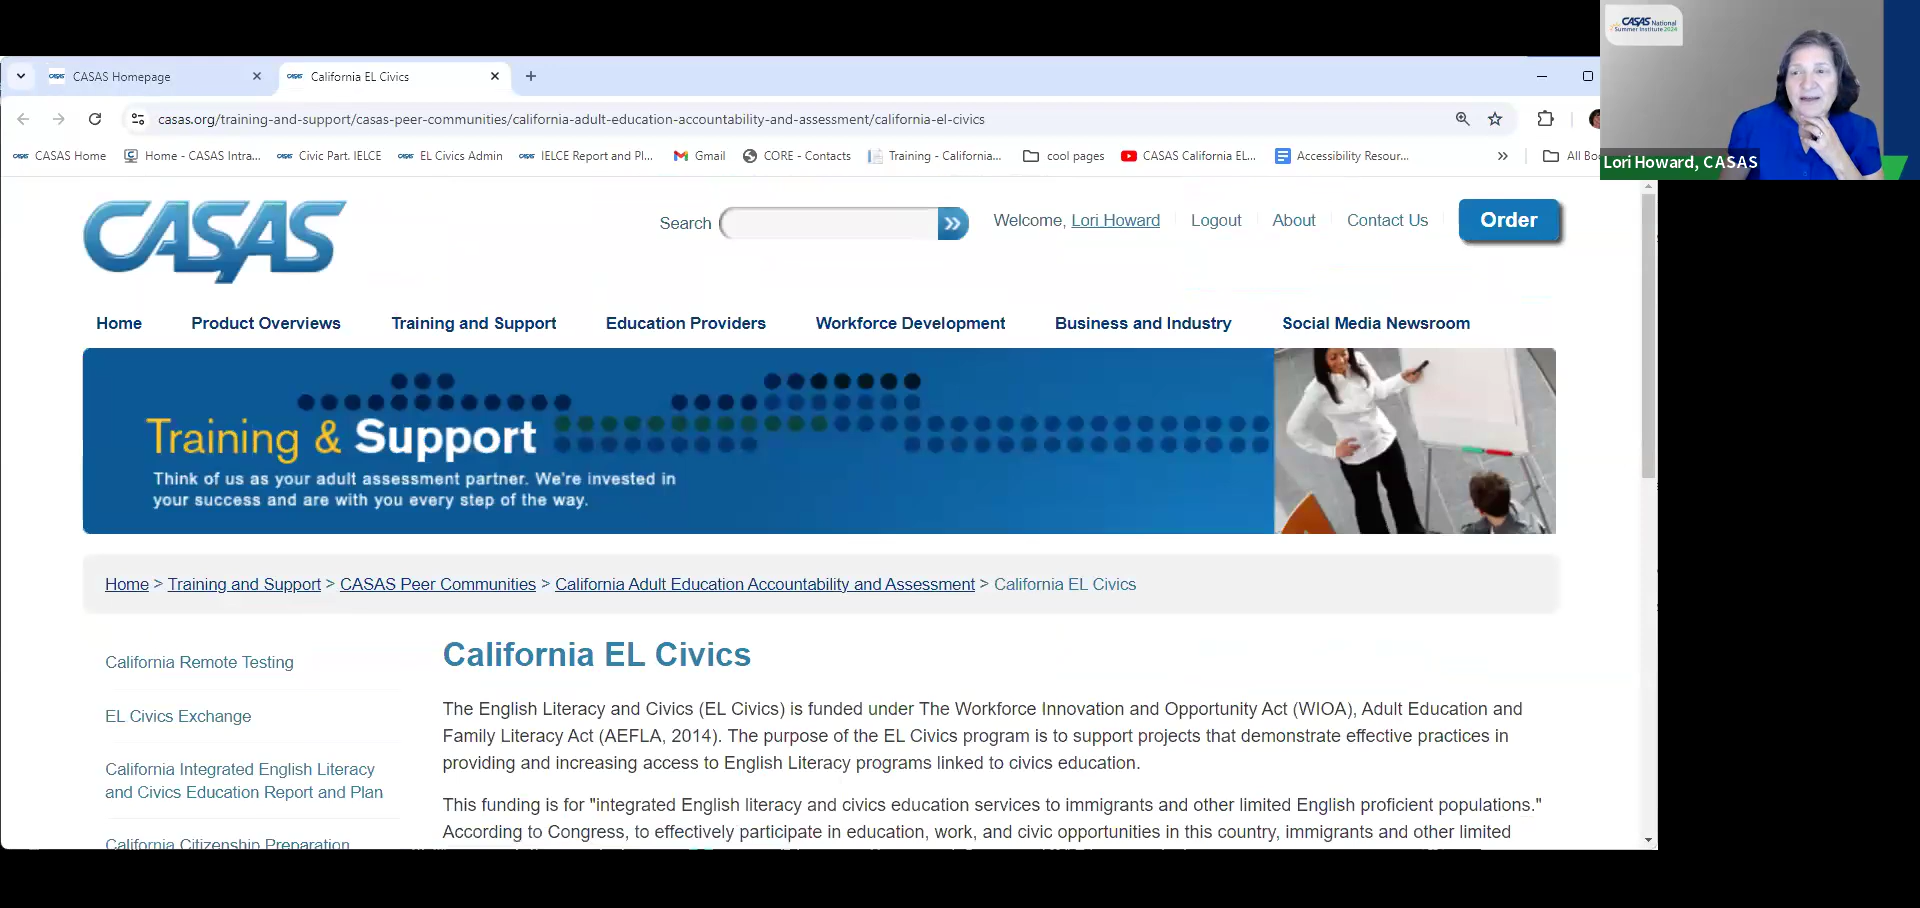 CASAS Homepage
California EL Civics
casas.org/training-and-support/casas-peer-communities/california-adult-education-accountability-and-assessment/california-el-civics
CASAS Home
Home - CASAS Intra...
Civic Part. IELCE
EL Civics Admin
IELCE Report and Pl...
Gmail
CORE - Contacts
Training - California...
cool pages
CASAS California EL...
Accessibility Resour...
All Bo
CASAS National
Summer Institute 2024
Lori Howard, CASAS
CASAS
Search
Welcome, Lori Howard
Logout
About
Contact Us
Order
Home
Product Overviews
Training and Support
Education Providers
Workforce Development
Business and Industry
Social Media Newsroom
Training & Support
Think of us as your adult assessment partner. We're invested in
your success and are with you every step of the way.
Home > Training and Support > CASAS Peer Communities > California Adult Education Accountability and Assessment > California EL Civics
California Remote Testing
EL Civics Exchange
California Integrated English Literacy
and Civics Education Report and Plan
California Citizenship Preparation
California EL Civics
The English Literacy and Civics (EL Civics) is funded under The Workforce Innovation and Opportunity Act (WIOA), Adult Education and
Family Literacy Act (AEFLA, 2014). The purpose of the EL Civics program is to support projects that demonstrate effective practices in
providing and increasing access to English Literacy programs linked to civics education.
This funding is for "integrated English literacy and civics education services to immigrants and other limited English proficient populations."
According to Congress, to effectively participate in education, work, and civic opportunities in this country, immigrants and other limited